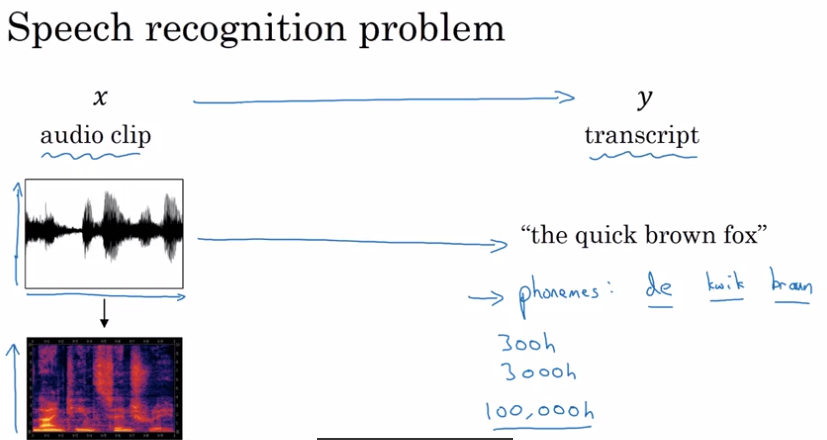 Speech recognition problem
x y
audio clip transcript
“the quick brown fox”
phonemes: de kwik braun
300h
3000h
100,000h